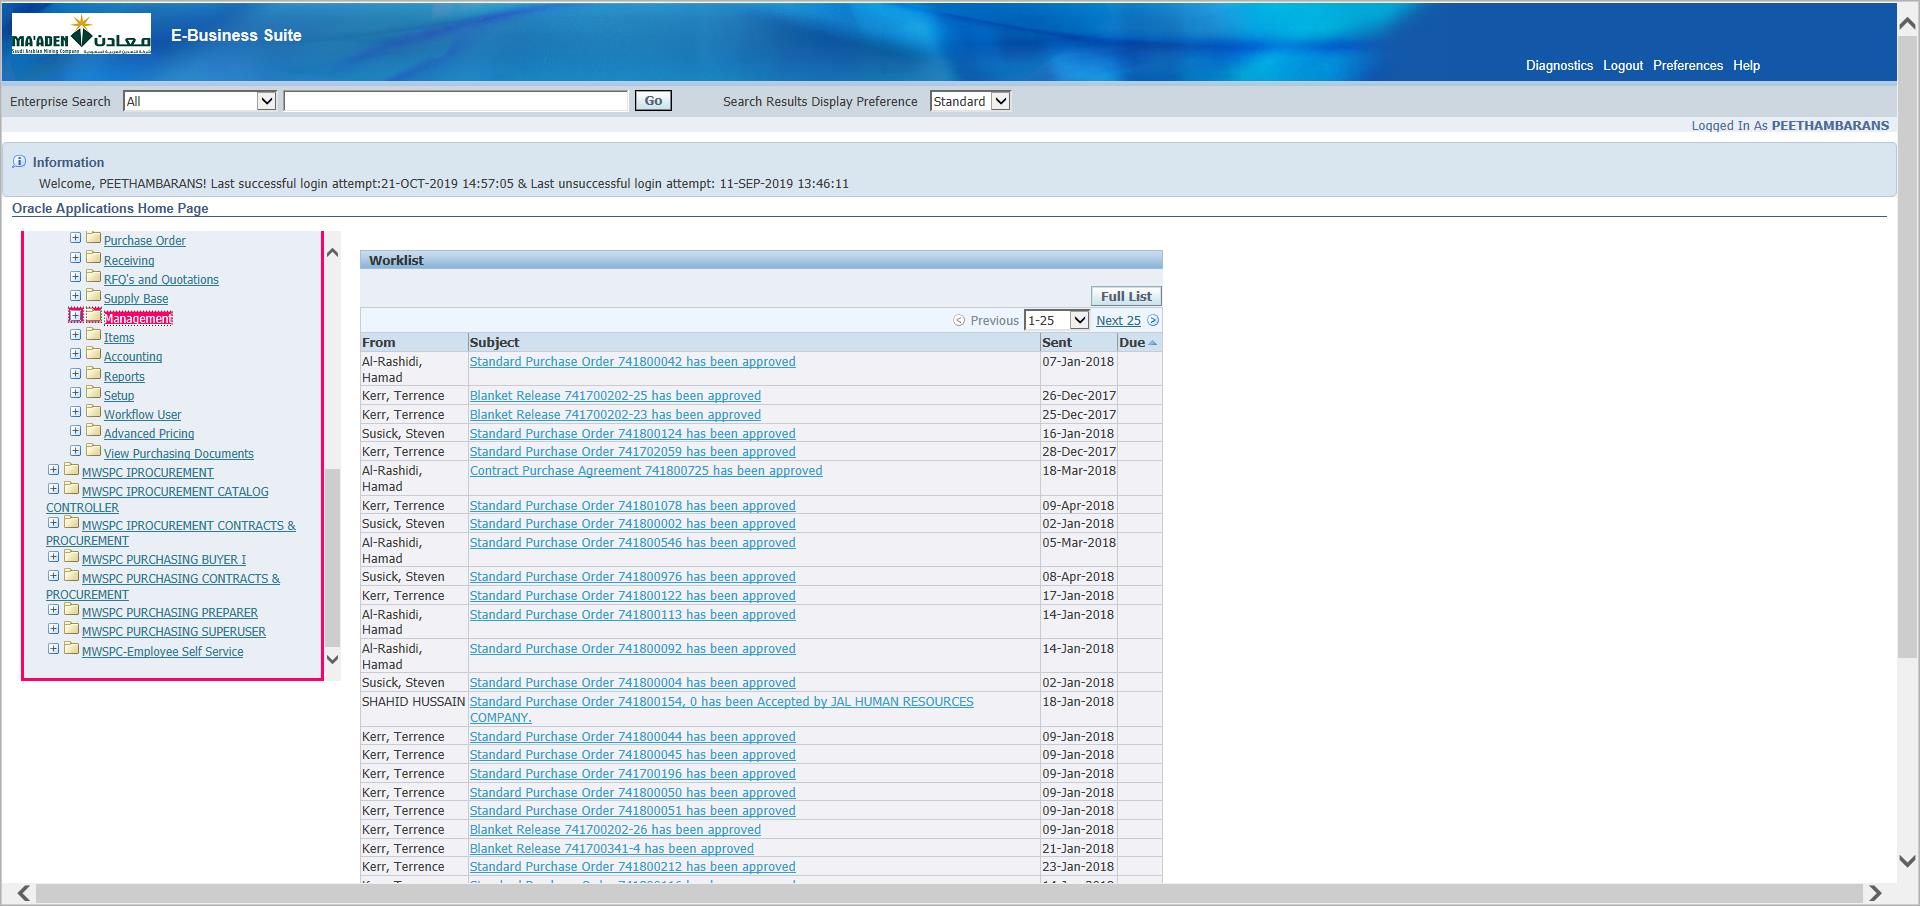 MA'ADEN معادن
Saudi Arabian Mining Company
E-Business Suite
Diagnostics Logout Preferences Help
Enterprise Search All Go Search Results Display Preference Standard
Logged In As PEETHAMBARANS
Information
Welcome, PEETHAMBARANS! Last successful login attempt:21-OCT-2019 14:57:05 & Last unsuccessful login attempt: 11-SEP-2019 13:46:11
Oracle Applications Home Page
Purchase Order
Receiving
RFQ's and Quotations
Supply Base
Management
Items
Accounting
Reports
Setup
Workflow User
Advanced Pricing
View Purchasing Documents
MWSPC IPROCUREMENT
MWSPC IPROCUREMENT CATALOG
CONTROLLER
MWSPC IPROCUREMENT CONTRACTS &
PROCUREMENT
MWSPC PURCHASING BUYER I
MWSPC PURCHASING CONTRACTS &
PROCUREMENT
MWSPC PURCHASING PREPARER
MWSPC PURCHASING SUPERUSER
MWSPC-Employee Self Service
Worklist
Full List
Previous 1-25 Next 25
From Subject Sent Due
Al-Rashidi, Standard Purchase Order 741800042 has been approved 07-Jan-2018
Hamad
Kerr, Terrence Blanket Release 741700202-25 has been approved 26-Dec-2017
Kerr, Terrence Blanket Release 741700202-23 has been approved 25-Dec-2017
Susick, Steven Standard Purchase Order 741800124 has been approved 16-Jan-2018
Kerr, Terrence Standard Purchase Order 741702059 has been approved 28-Dec-2017
Al-Rashidi, Contract Purchase Agreement 741800725 has been approved 18-Mar-2018
Hamad
Kerr, Terrence Standard Purchase Order 741801078 has been approved 09-Apr-2018
Susick, Steven Standard Purchase Order 741800002 has been approved 02-Jan-2018
Al-Rashidi, Standard Purchase Order 741800546 has been approved 05-Mar-2018
Hamad
Susick, Steven Standard Purchase Order 741800976 has been approved 08-Apr-2018
Kerr, Terrence Standard Purchase Order 741800122 has been approved 17-Jan-2018
Al-Rashidi, Standard Purchase Order 741800113 has been approved 14-Jan-2018
Hamad
Al-Rashidi, Standard Purchase Order 741800092 has been approved 14-Jan-2018
Hamad
Susick, Steven Standard Purchase Order 741800004 has been approved 02-Jan-2018
SHAHID HUSSAIN Standard Purchase Order 741800154, 0 has been Accepted by JAL HUMAN RESOURCES 18-Jan-2018
COMPANY.
Kerr, Terrence Standard Purchase Order 741800044 has been approved 09-Jan-2018
Kerr, Terrence Standard Purchase Order 741800045 has been approved 09-Jan-2018
Kerr, Terrence Standard Purchase Order 741700196 has been approved 09-Jan-2018
Kerr, Terrence Standard Purchase Order 741800050 has been approved 09-Jan-2018
Kerr, Terrence Standard Purchase Order 741800051 has been approved 09-Jan-2018
Kerr, Terrence Blanket Release 741700202-26 has been approved 09-Jan-2018
Kerr, Terrence Blanket Release 741700341-4 has been approved 21-Jan-2018
Kerr, Terrence Standard Purchase Order 741800212 has been approved 23-Jan-2018